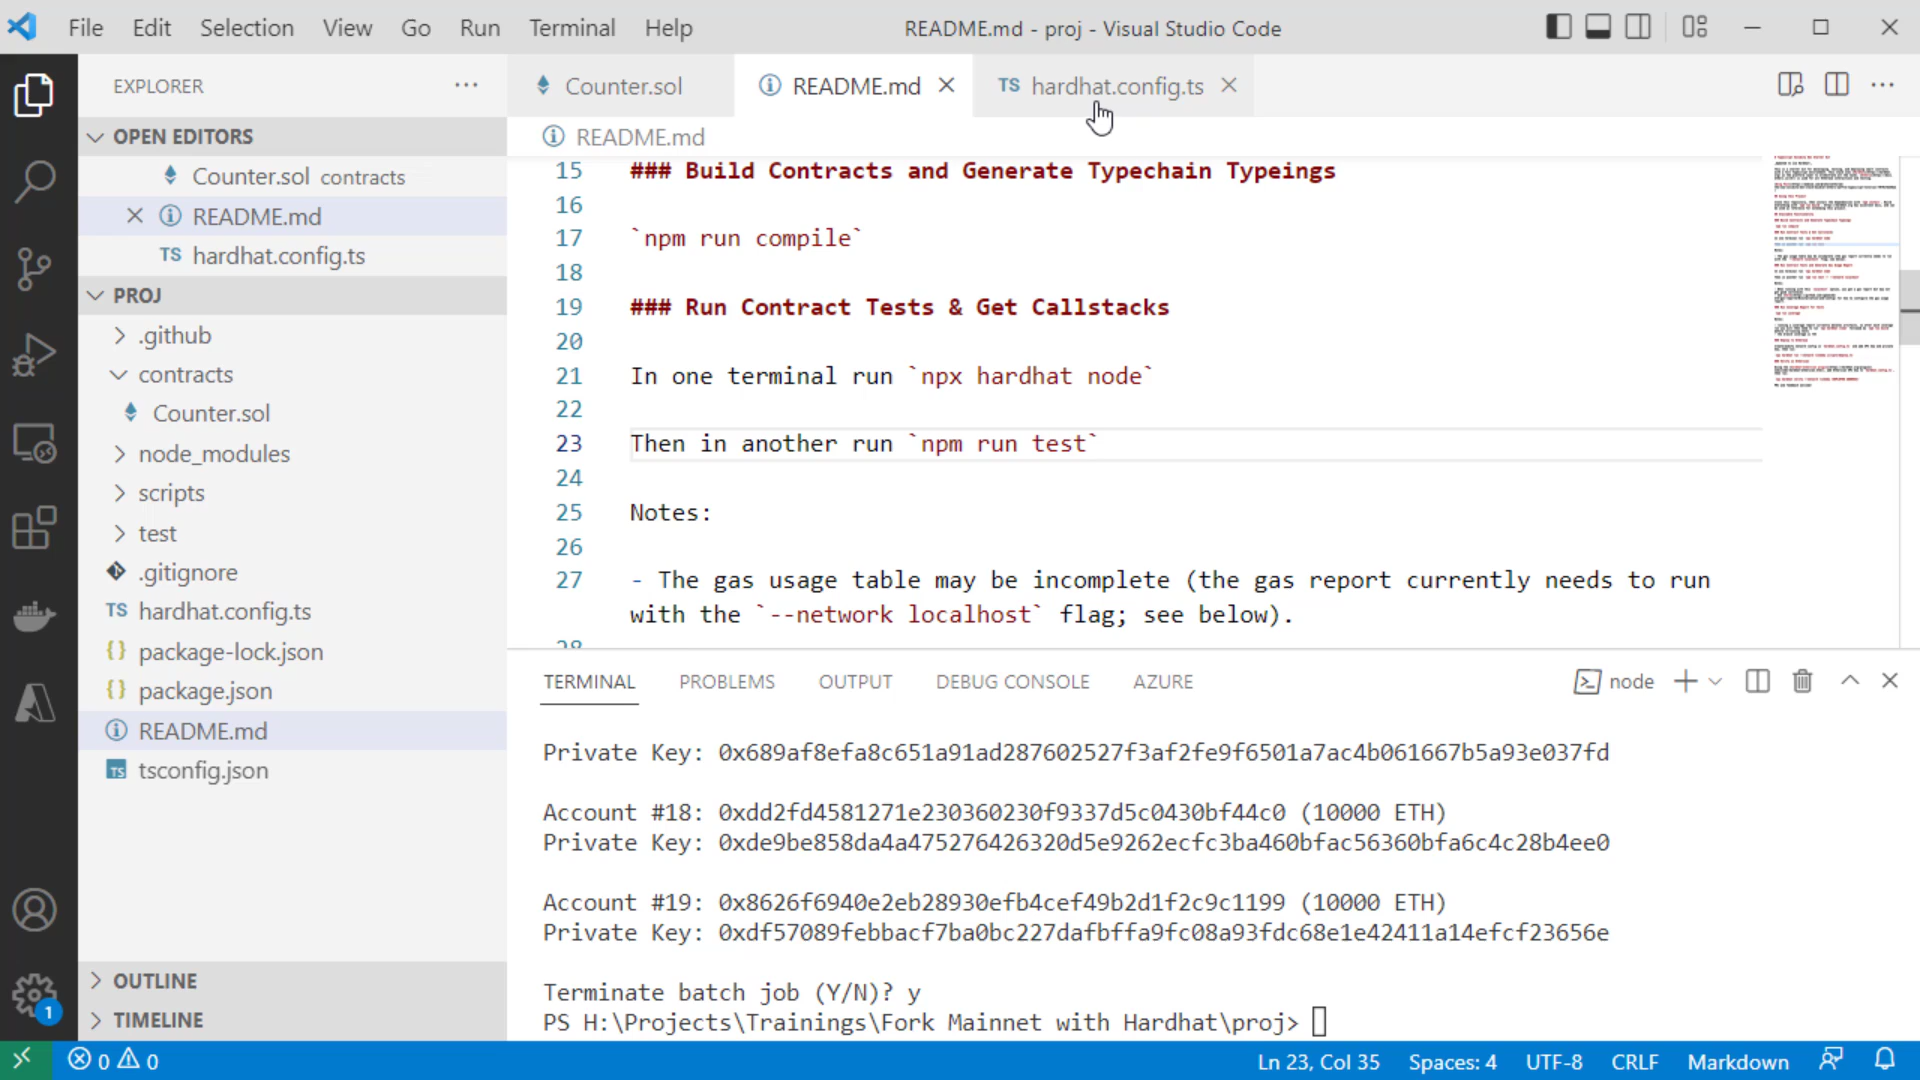 File Edit Selection View Go Run Terminal Help README.md - proj - Visual Studio Code
EXPLORER
Counter.sol
README.md
TS hardhat.config.ts
OPEN EDITORS
README.md
Counter.sol contracts
README.md
TS hardhat.config.ts
PROJ
.github
contracts
Counter.sol
node_modules
scripts
test
.gitignore
TS hardhat.config.ts
{} package-lock.json
{} package.json
README.md
TS tsconfig.json
OUTLINE
TIMELINE
15 ### Build Contracts and Generate Typechain Typeings
16
17 `npm run compile`
18
19 ### Run Contract Tests & Get Callstacks
20
21 In one terminal run `npx hardhat node`
22
23 Then in another run `npm run test`
24
25 Notes:
26
27 - The gas usage table may be incomplete (the gas report currently needs to run
with the `--network localhost` flag; see below).
28
TERMINAL PROBLEMS OUTPUT DEBUG CONSOLE AZURE node
Private Key: 0x689af8efa8c651a91ad287602527f3af2fe9f6501a7ac4b061667b5a93e037fd
Account #18: 0xdd2fd4581271e230360230f9337d5c0430bf44c0 (10000 ETH)
Private Key: 0xde9be858da4a475276426320d5e9262ecfc3ba460bfac56360bfa6c4c28b4ee0
Account #19: 0x8626f6940e2eb28930efb4cef49b2d1f2c9c1199 (10000 ETH)
Private Key: 0xdf57089febbacf7ba0bc227dafbffa9fc08a93fdc68e1e42411a14efcf23656e
Terminate batch job (Y/N)? y
PS H:\Projects\Trainings\Fork Mainnet with Hardhat\proj>
1
0 0 Ln 23, Col 35 Spaces: 4 UTF-8 CRLF Markdown